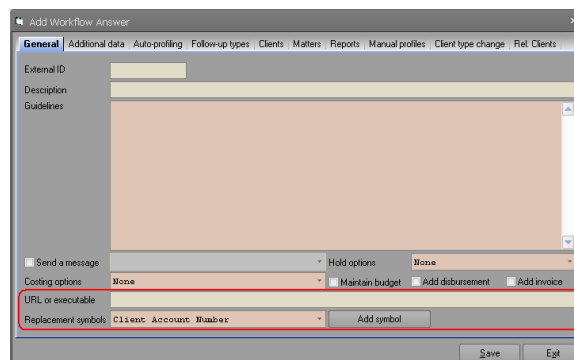 Add Workflow Answer
General Additional data Auto-profiling Follow-up types Clients Matters Reports Manual profiles Client type change Rel. Clients
External ID
Description
Guidelines
Send a message Hold options None
Costing options None Maintain budget Add disbursement Add invoice
URL or executable
Replacement symbols Client Account Number Add symbol
Save Exit